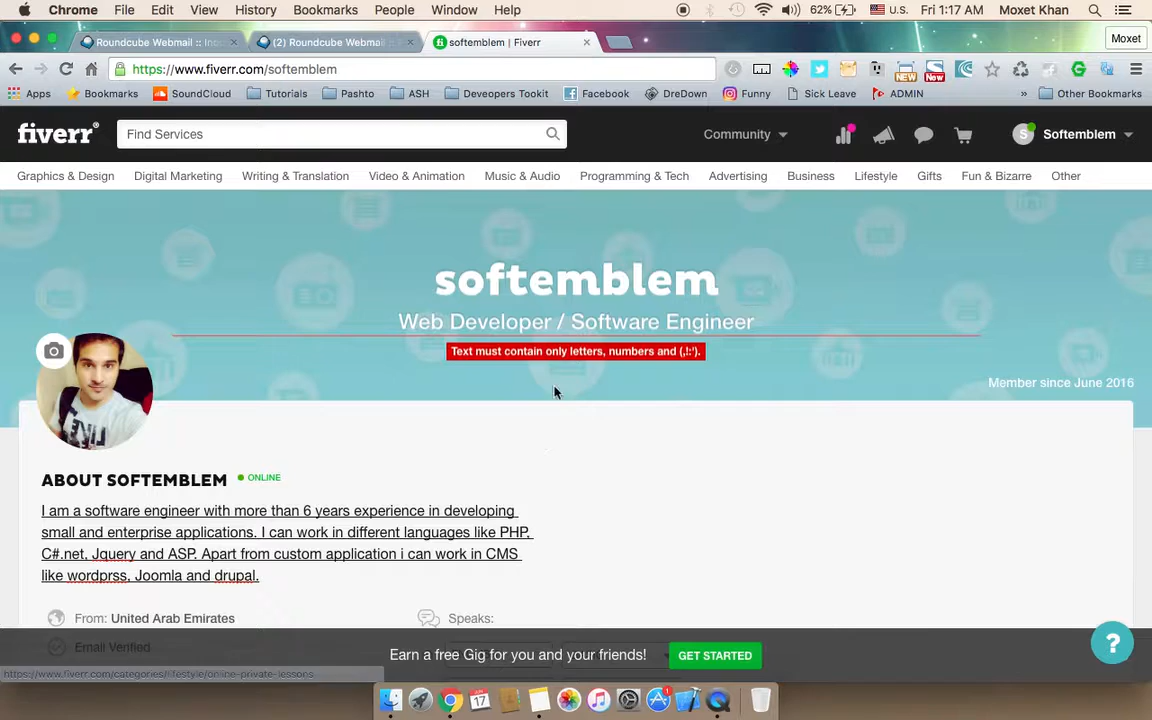 Chrome File Edit View History Bookmarks People Window Help 62% U.S. Fri 1:17 AM Moxet Khan
Roundcube Webmail :: Inb × (2) Roundcube Webmail × softemblem | Fiverr × Moxet
https://www.fiverr.com/softemblem
Apps Bookmarks SoundCloud Tutorials Pashto ASH Deveopers Tookit Facebook DreDown Funny Sick Leave ADMIN » Other Bookmarks
fiverr® Find Services Community Softemblem
Graphics & Design Digital Marketing Writing & Translation Video & Animation Music & Audio Programming & Tech Advertising Business Lifestyle Gifts Fun & Bizarre Other
softemblem
Web Developer / Software Engineer
Text must contain only letters, numbers and (,!:').
Member since June 2016
ABOUT SOFTEMBLEM ONLINE
I am a software engineer with more than 6 years experience in developing
small and enterprise applications. I can work in different languages like PHP,
C#.net, Jquery and ASP. Apart from custom application i can work in CMS
like wordprss, Joomla and drupal.
From: United Arab Emirates Speaks:
Email Verified
Earn a free Gig for you and your friends! GET STARTED ?
https://www.fiverr.com/categories/lifestyle/online-private-lessons